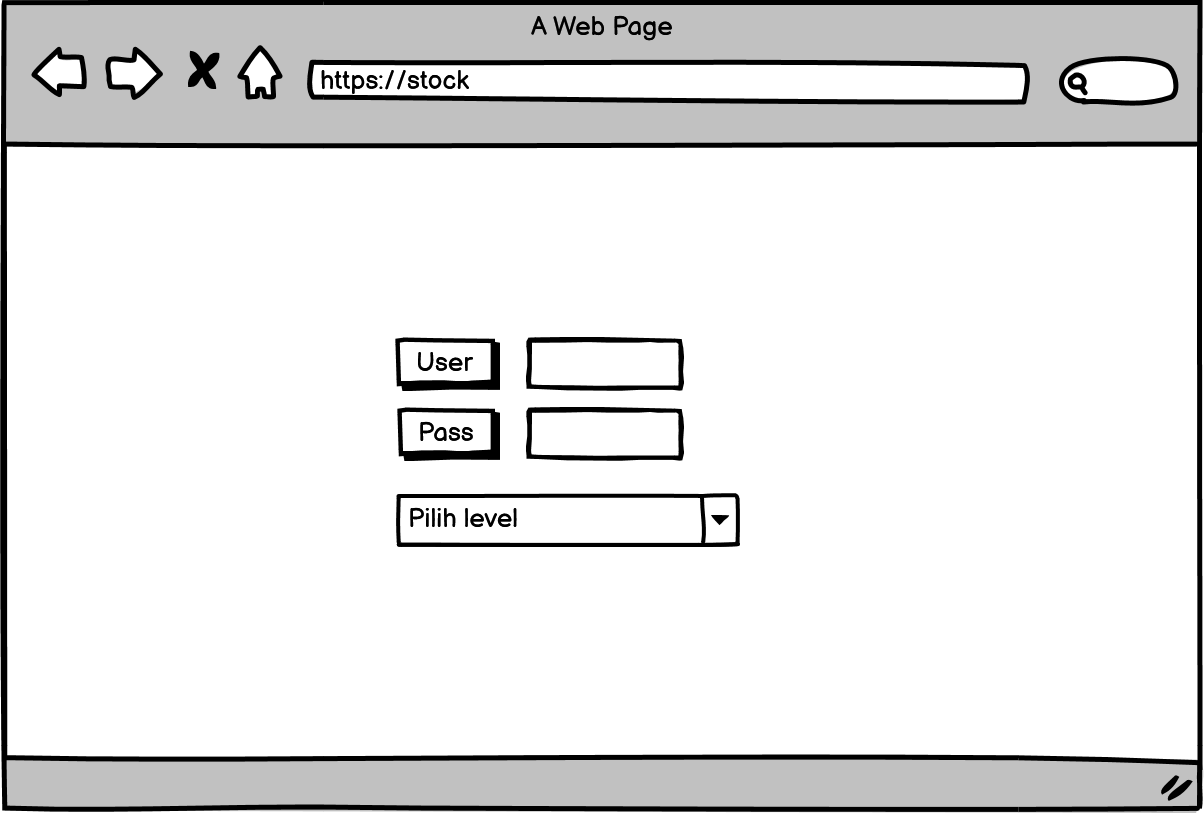 A Web Page
https://stock
User
Pass
Pilih level